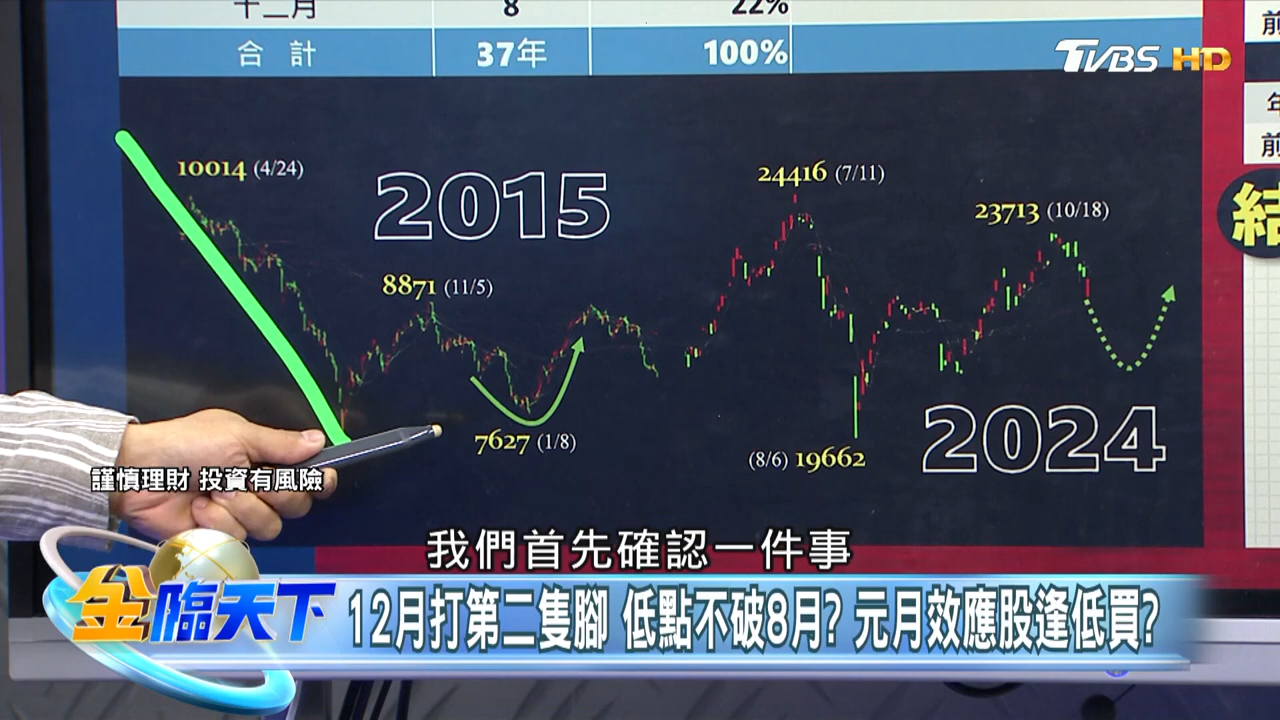 十二月 8 22%
合計 37年 100%
TVBS HD
前
年
前
結
10014 (4/24)
2015
24416 (7/11)
23713 (10/18)
8871 (11/5)
7627 (1/8)
(8/6) 19662
2024
謹慎理財 投資有風險
我們首先確認一件事
金臨天下
12月打第二隻腳 低點不破8月? 元月效應股逢低買?